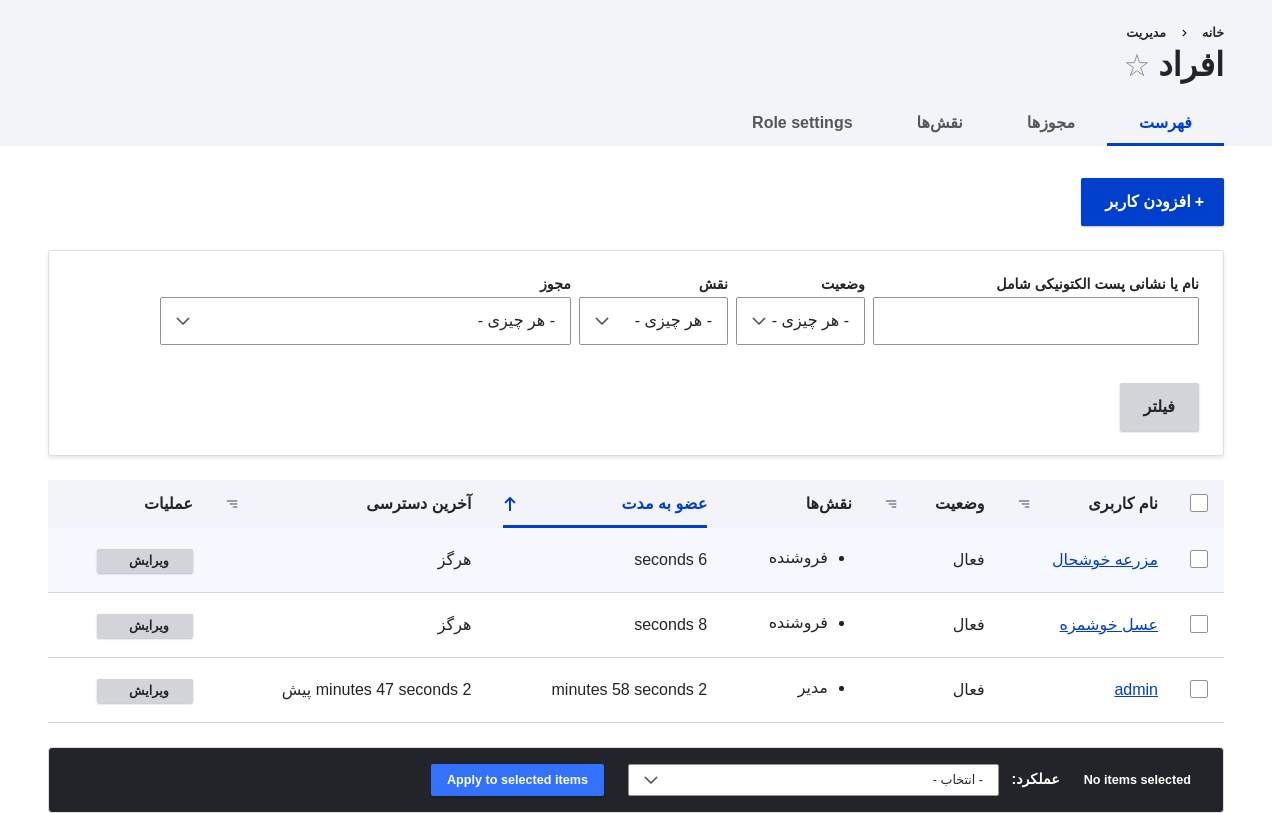 خانه › مدیریت
افراد
فهرست مجوزها نقش‌ها Role settings
+ افزودن کاربر
نام یا نشانی پست الکترونیکی شامل وضعیت نقش مجوز
- هر چیزی - - هر چیزی - - هر چیزی -
فیلتر
نام کاربری وضعیت نقش‌ها عضو به مدت آخرین دسترسی عملیات
مزرعه خوشحال فعال • فروشنده 6 seconds هرگز ویرایش
عسل خوشمزه فعال • فروشنده 8 seconds هرگز ویرایش
admin فعال • مدیر 2 minutes 58 seconds 2 minutes 47 seconds پیش ویرایش
No items selected عملکرد: - انتخاب - Apply to selected items